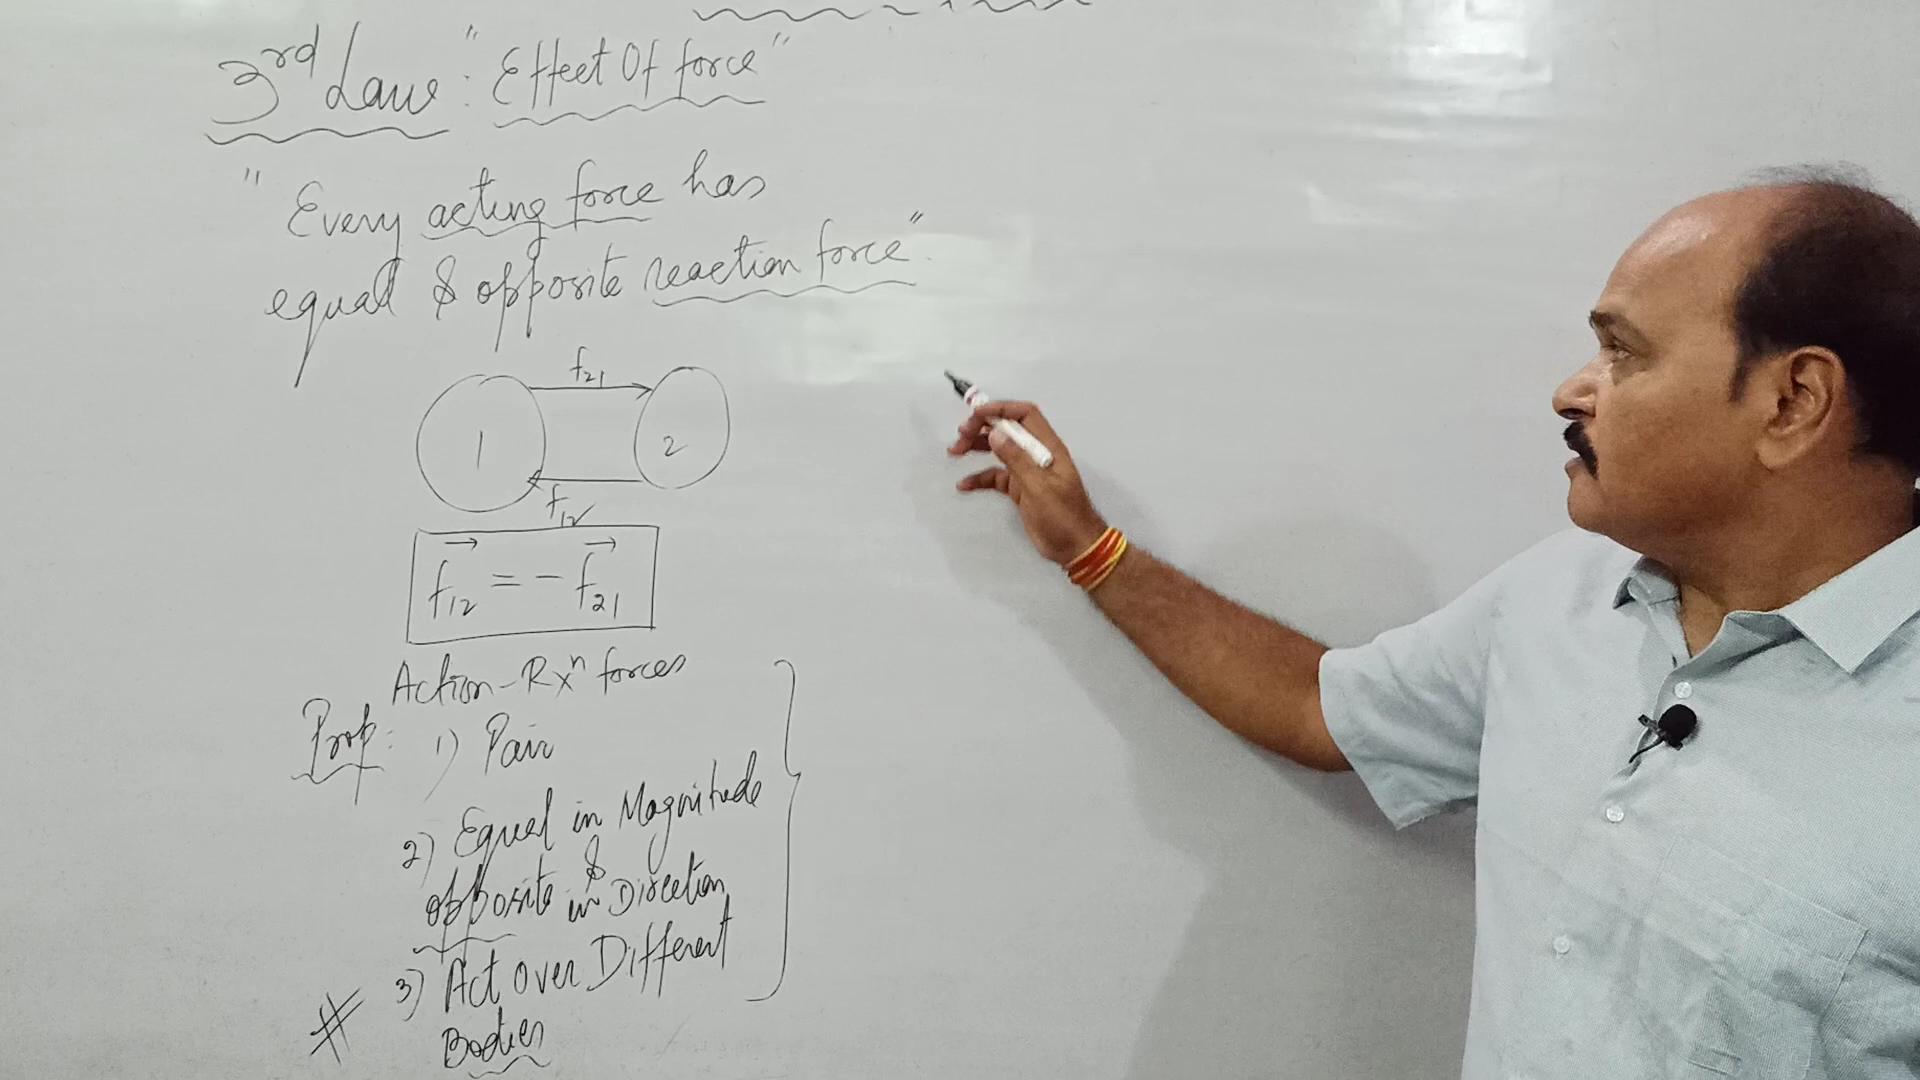 3rd Law : "Effect Of force"
"Every acting force has
equal & opposite reaction force".
f21
1
2
f12
f12 = - f21
Action-Rxn forces
Prop: 1) Pair
2) Equal in Magnitude
&
opposite in Direction
# 3) Act over Different
Bodies